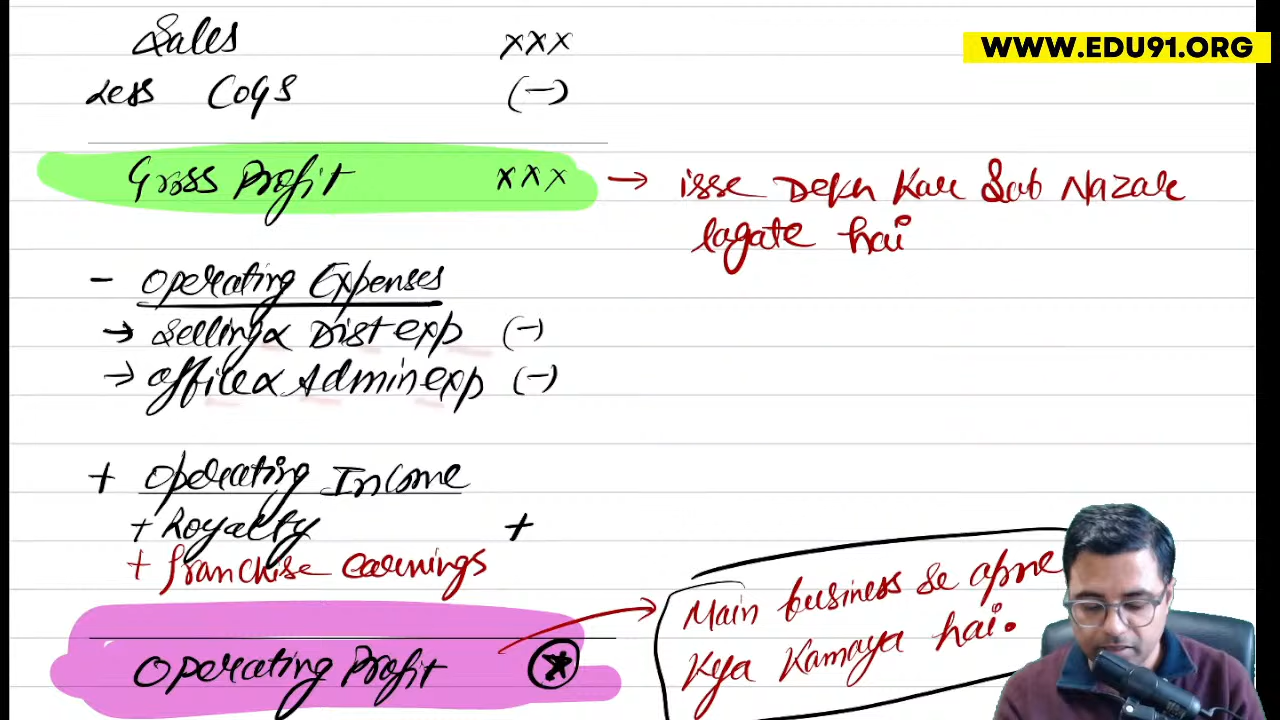 Sales xxx
WWW.EDU91.ORG
Less COGS (-)
Gross Profit xxx → isse Dekh Kar Sab Nazar
lagate hai
- Operating Expenses
→ Selling & Dist exp (-)
→ Office & Admin exp (-)
+ Operating Income
+ Royalty +
+ franchise earnings
Main business se apne
Kya Kamaya hai.
Operating Profit